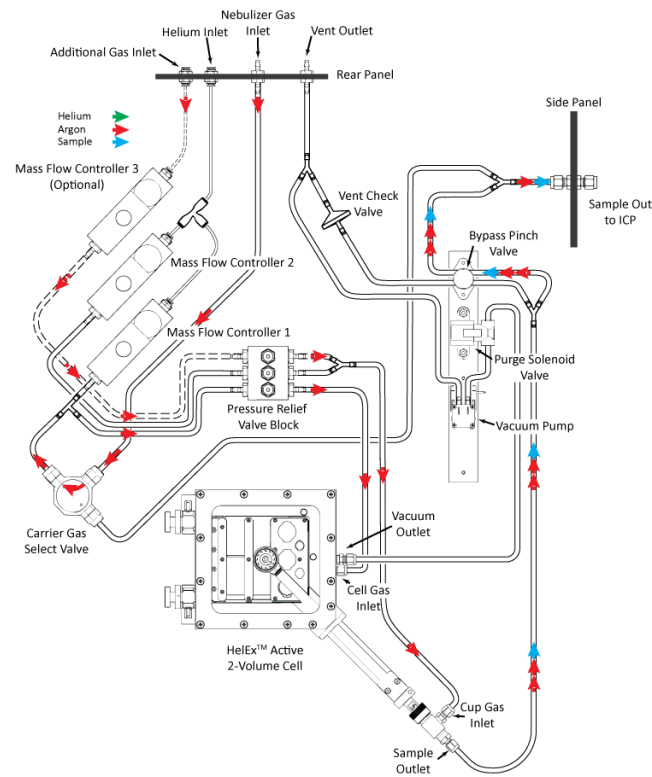 Nebulizer Gas
Inlet
Helium Inlet
Vent Outlet
Additional Gas Inlet
Rear Panel
Side Panel
Helium
Argon
Sample
Mass Flow Controller 3
(Optional)
Vent Check
Valve
Sample Out
to ICP
Bypass Pinch
Valve
Mass Flow Controller 2
Mass Flow Controller 1
Purge Solenoid
Valve
Pressure Relief
Valve Block
Vacuum Pump
Carrier Gas
Select Valve
Vacuum
Outlet
Cell Gas
Inlet
HelEx™ Active
2-Volume Cell
Cup Gas
Inlet
Sample
Outlet